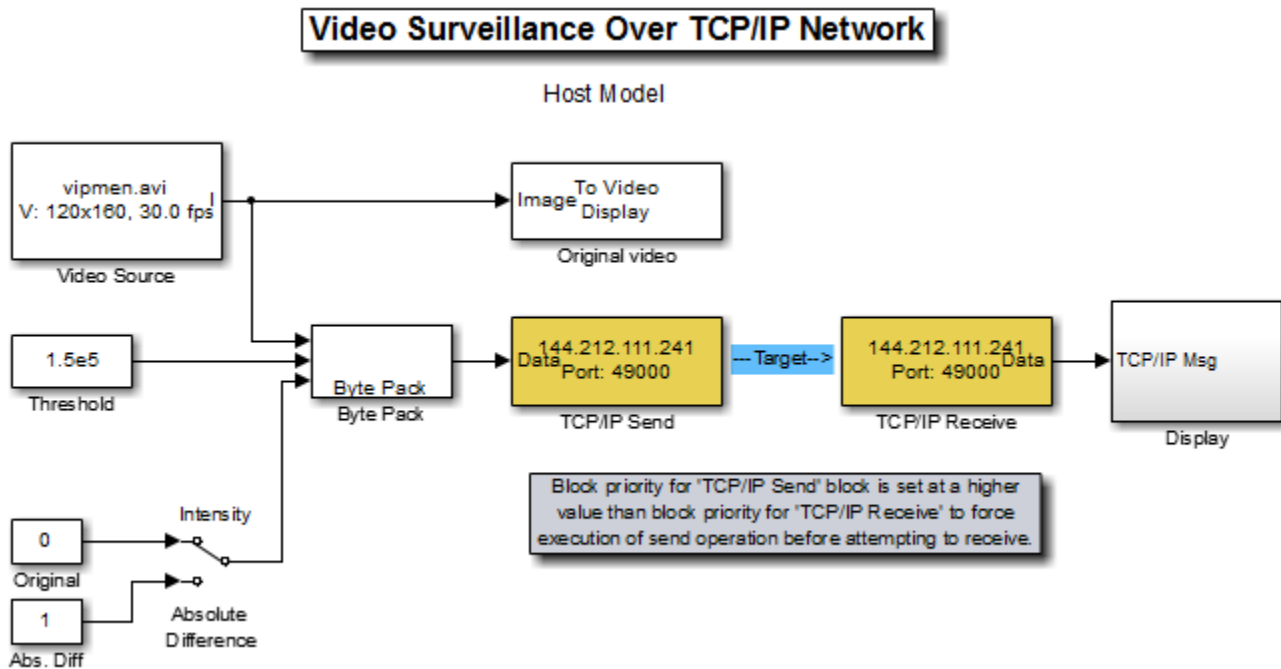 Video Surveillance Over TCP/IP Network
Host Model
vipmen.avi
V: 120x160, 30.0 fps
I
Video Source
Image
To Video
Display
Original video
1.5e5
Threshold
Byte Pack
Byte Pack
Data
144.212.111.241
Port: 49000
TCP/IP Send
--- Target-->
144.212.111.241
Port: 49000
Data
TCP/IP Receive
TCP/IP Msg
Display
Block priority for 'TCP/IP Send' block is set at a higher
value than block priority for 'TCP/IP Receive' to force
execution of send operation before attempting to receive.
Intensity
0
Original
1
Abs. Diff
Absolute
Difference